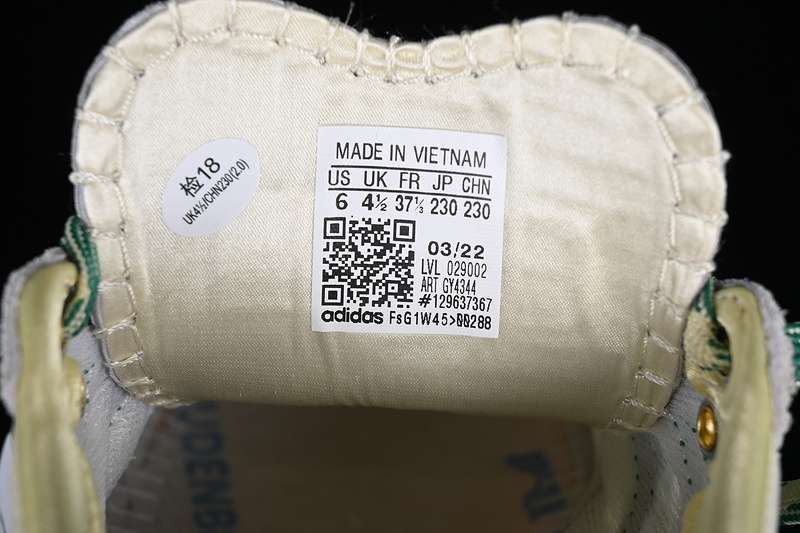 检18
UK4½/CHN230(2.0)
MADE IN VIETNAM
US UK FR JP CHN
6 4½ 37⅓ 230 230
03/22
LVL 029002
ART GY4344
#129637367
adidas FsG1W45>00288